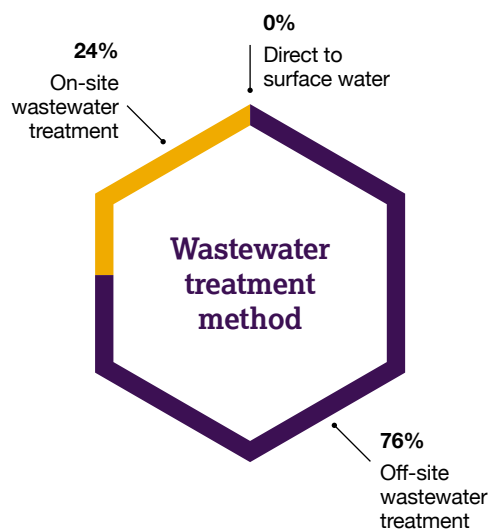 0%
Direct to
surface water
24%
On-site
wastewater
treatment
Wastewater
treatment
method
76%
Off-site
wastewater
treatment